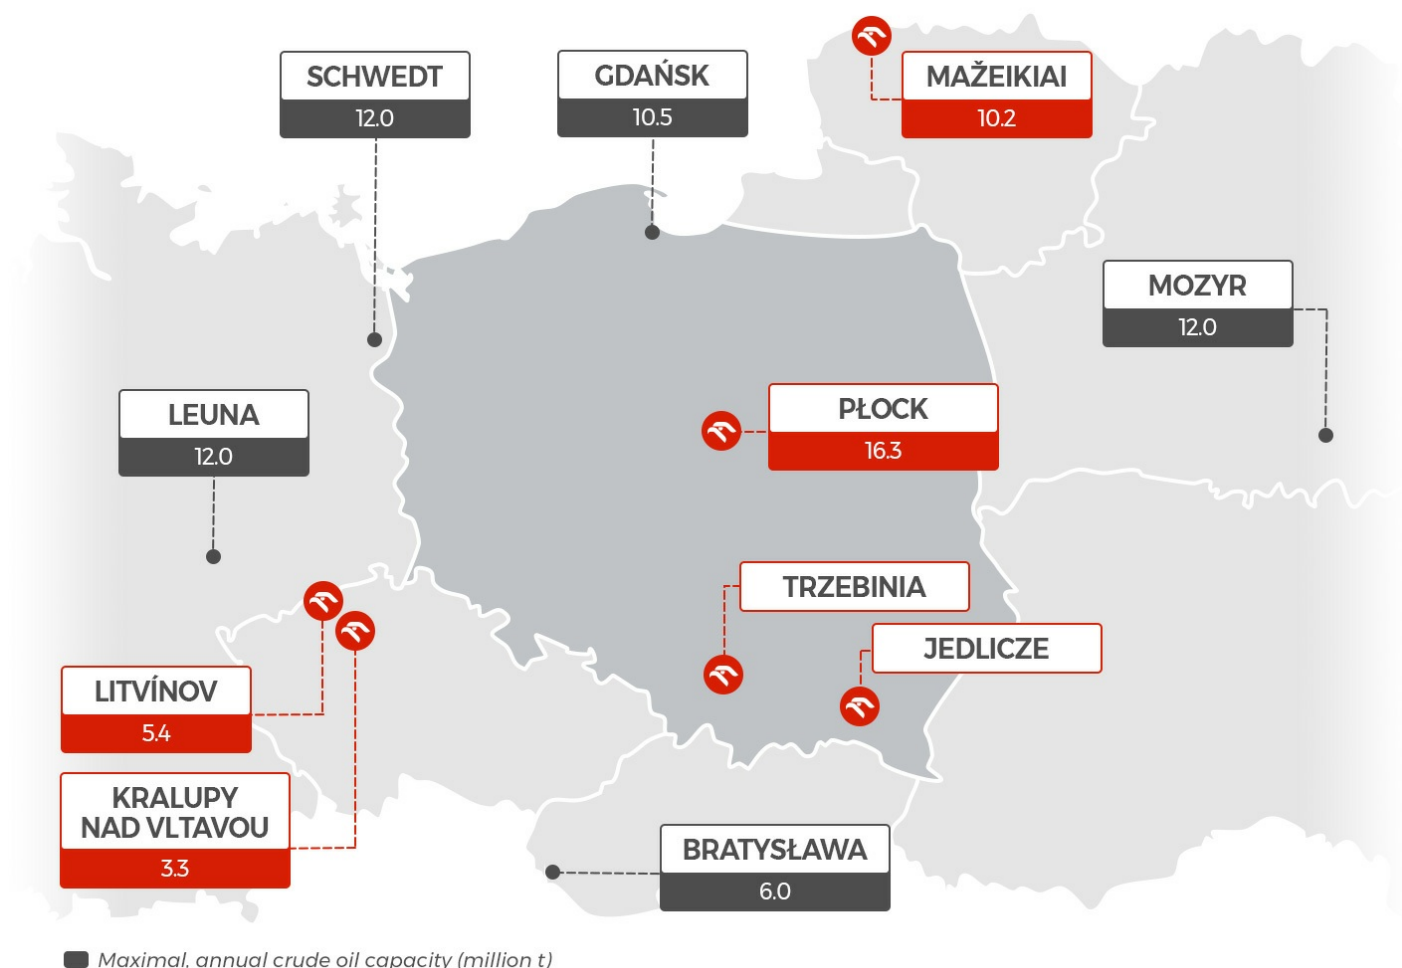 SCHWEDT
12.0
GDAŃSK
10.5
MAŽEIKIAI
10.2
MOZYR
12.0
LEUNA
12.0
PŁOCK
16.3
TRZEBINIA
JEDLICZE
LITVÍNOV
5.4
KRALUPY
NAD VLTAVOU
3.3
BRATYSŁAWA
6.0
Maximal, annual crude oil capacity (million t)